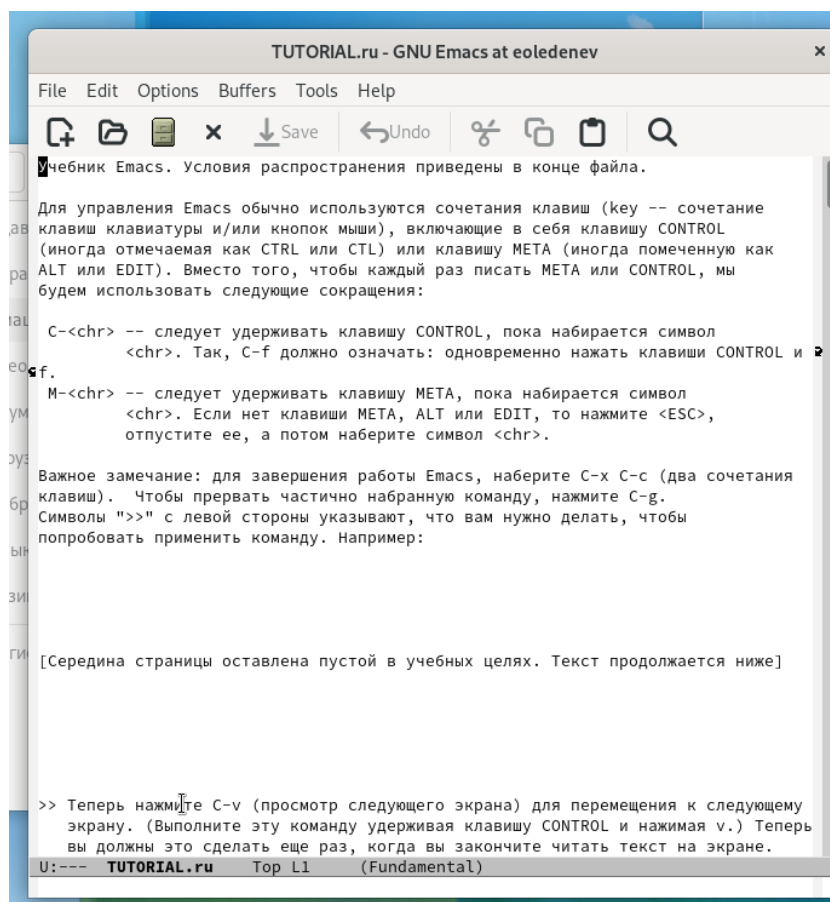 TUTORIAL.ru - GNU Emacs at eoledenev
File Edit Options Buffers Tools Help
Save Undo
Учебник Emacs. Условия распространения приведены в конце файла.
Для управления Emacs обычно используются сочетания клавиш (key -- сочетание
клавиш клавиатуры и/или кнопок мыши), включающие в себя клавишу CONTROL
(иногда отмечаемая как CTRL или CTL) или клавишу META (иногда помеченную как
ALT или EDIT). Вместо того, чтобы каждый раз писать META или CONTROL, мы
будем использовать следующие сокращения:
C-<chr> -- следует удерживать клавишу CONTROL, пока набирается символ
<chr>. Так, C-f должно означать: одновременно нажать клавиши CONTROL и
f.
M-<chr> -- следует удерживать клавишу META, пока набирается символ
<chr>. Если нет клавиши META, ALT или EDIT, то нажмите <ESC>,
отпустите ее, а потом наберите символ <chr>.
Важное замечание: для завершения работы Emacs, наберите C-x C-c (два сочетания
клавиш). Чтобы прервать частично набранную команду, нажмите C-g.
Символы ">>" с левой стороны указывают, что вам нужно делать, чтобы
попробовать применить команду. Например:
[Середина страницы оставлена пустой в учебных целях. Текст продолжается ниже]
>> Теперь нажмите C-v (просмотр следующего экрана) для перемещения к следующему
экрану. (Выполните эту команду удерживая клавишу CONTROL и нажимая v.) Теперь
вы должны это сделать еще раз, когда вы закончите читать текст на экране.
U:--- TUTORIAL.ru Top L1 (Fundamental)